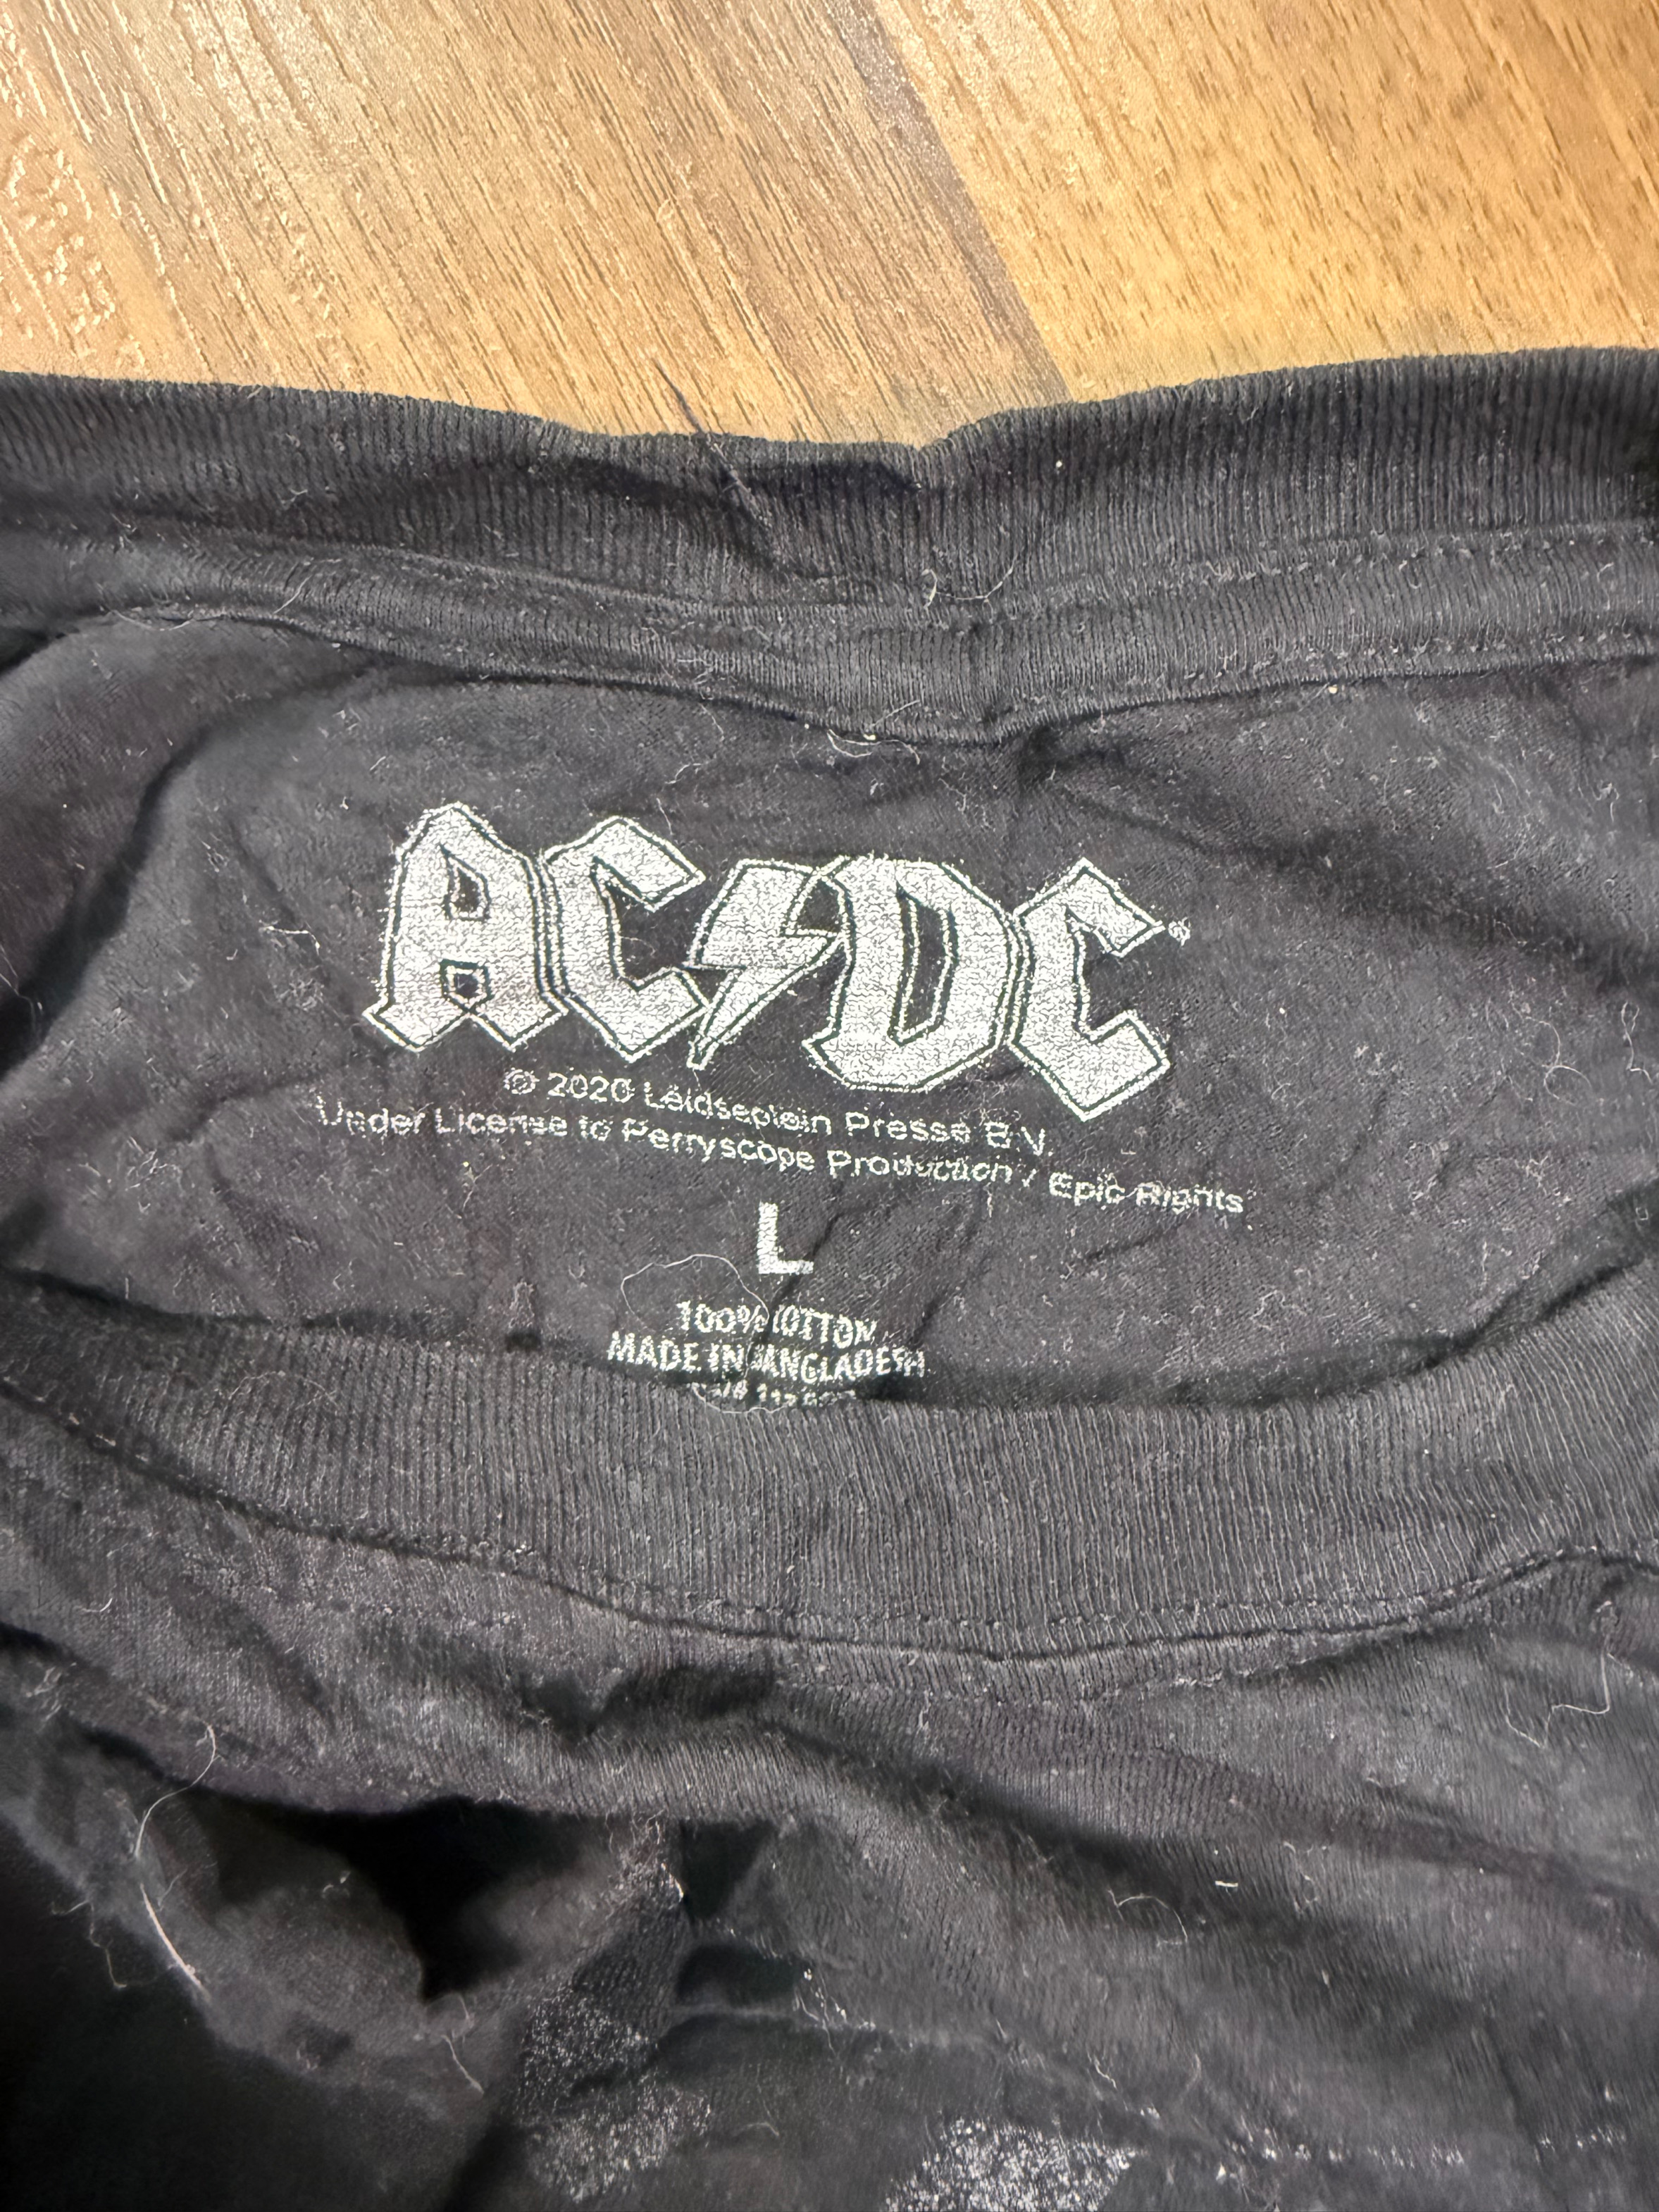 AC⚡DC®
© 2020 Leidseplein Presse B.V.
Under License to Perryscope Production / Epic Rights
L
100% COTTON
MADE IN BANGLADESH